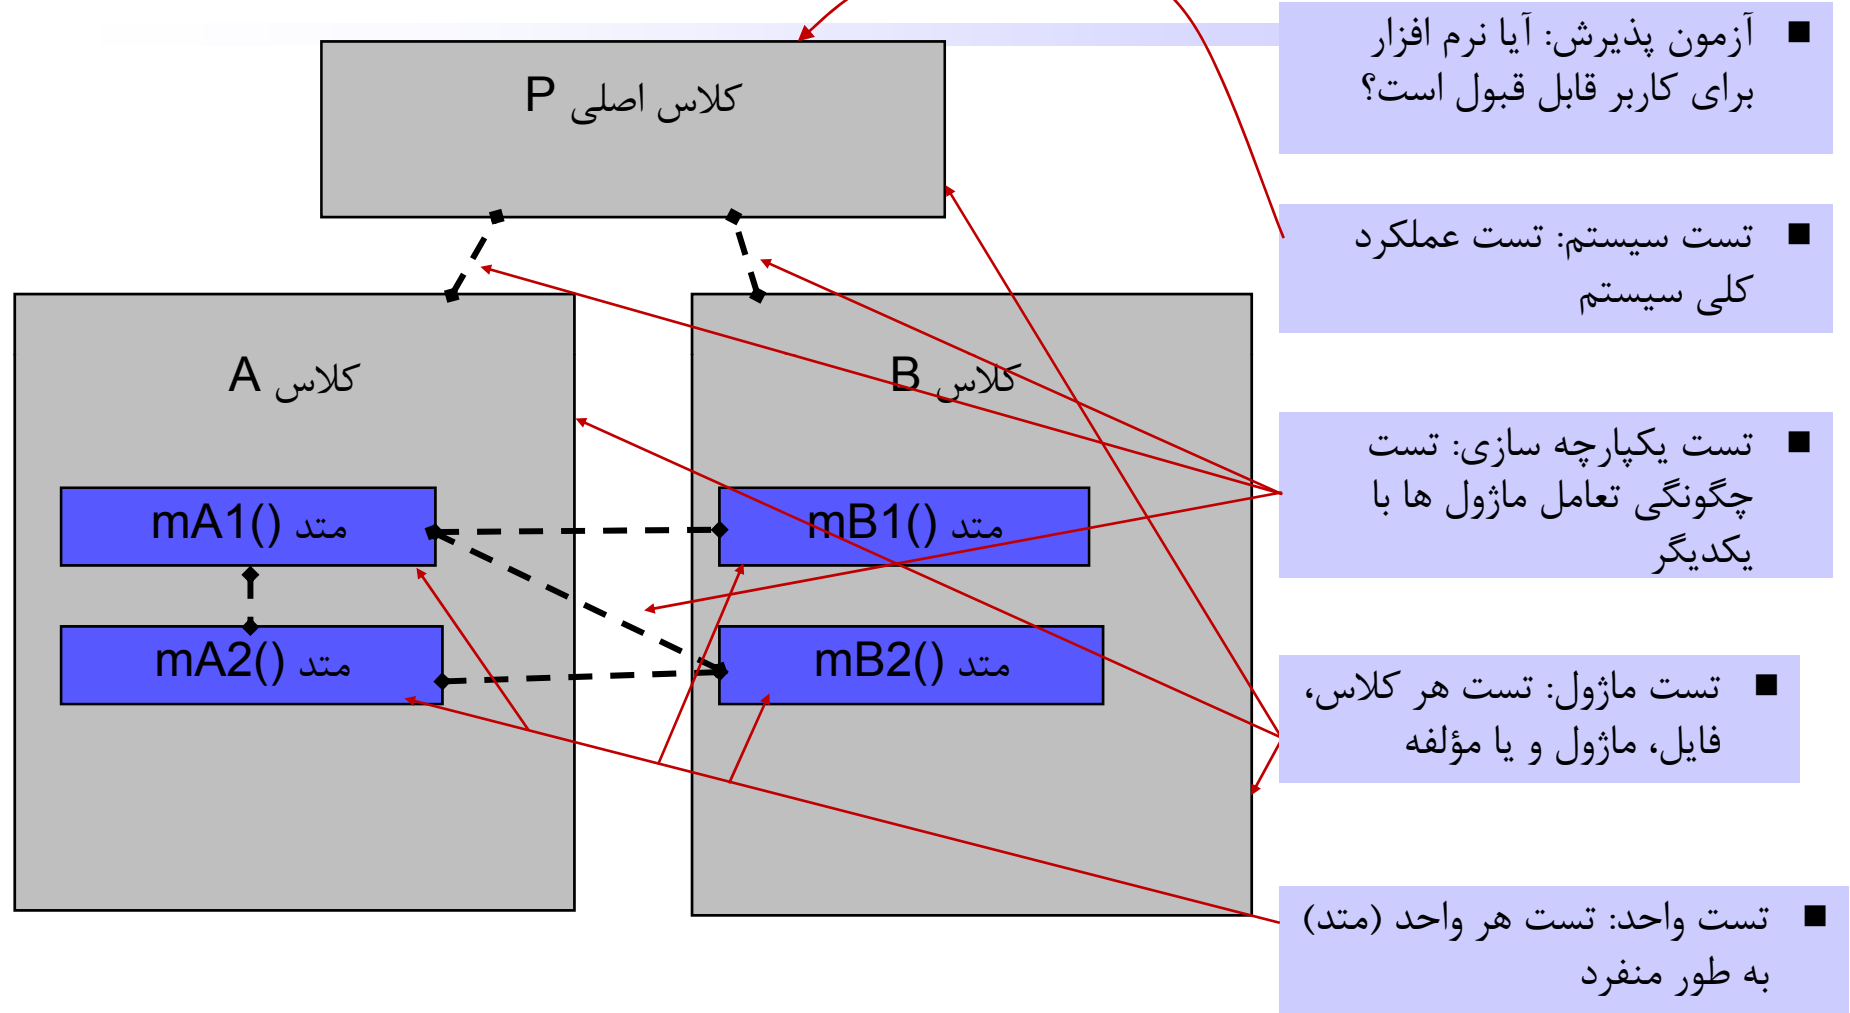 کلاس اصلی P
کلاس A
متد mA1()
متد mA2()
کلاس B
متد mB1()
متد mB2()
■ آزمون پذیرش: آیا نرم افزار
برای کاربر قابل قبول است؟
■ تست سیستم: تست عملکرد
کلی سیستم
■ تست یکپارچه سازی: تست
چگونگی تعامل ماژول ها با
یکدیگر
■ تست ماژول: تست هر کلاس،
فایل، ماژول و یا مؤلفه
■ تست واحد: تست هر واحد (متد)
به طور منفرد